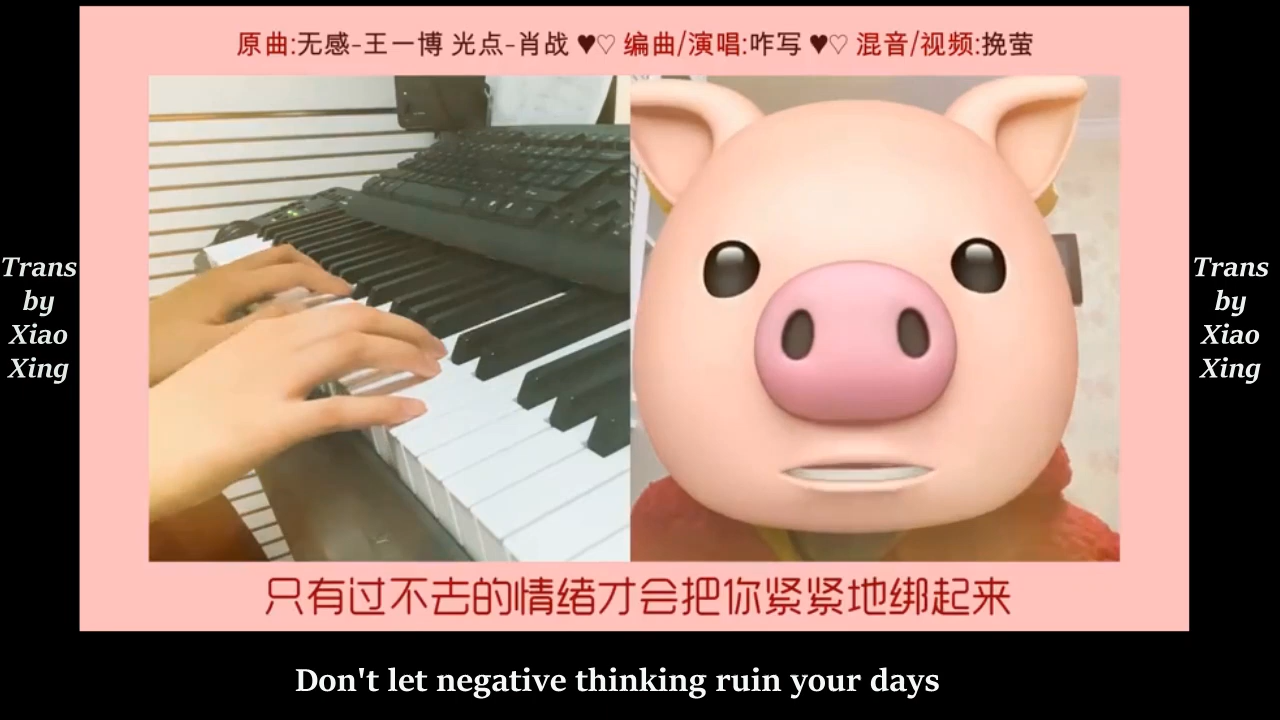 原曲:无感-王一博 光点-肖战 ♥♡ 编曲/演唱:咋写 ♥♡ 混音/视频:挽萤
Trans
by
Xiao
Xing
Trans
by
Xiao
Xing
只有过不去的情绪才会把你紧紧地绑起来
Don't let negative thinking ruin your days